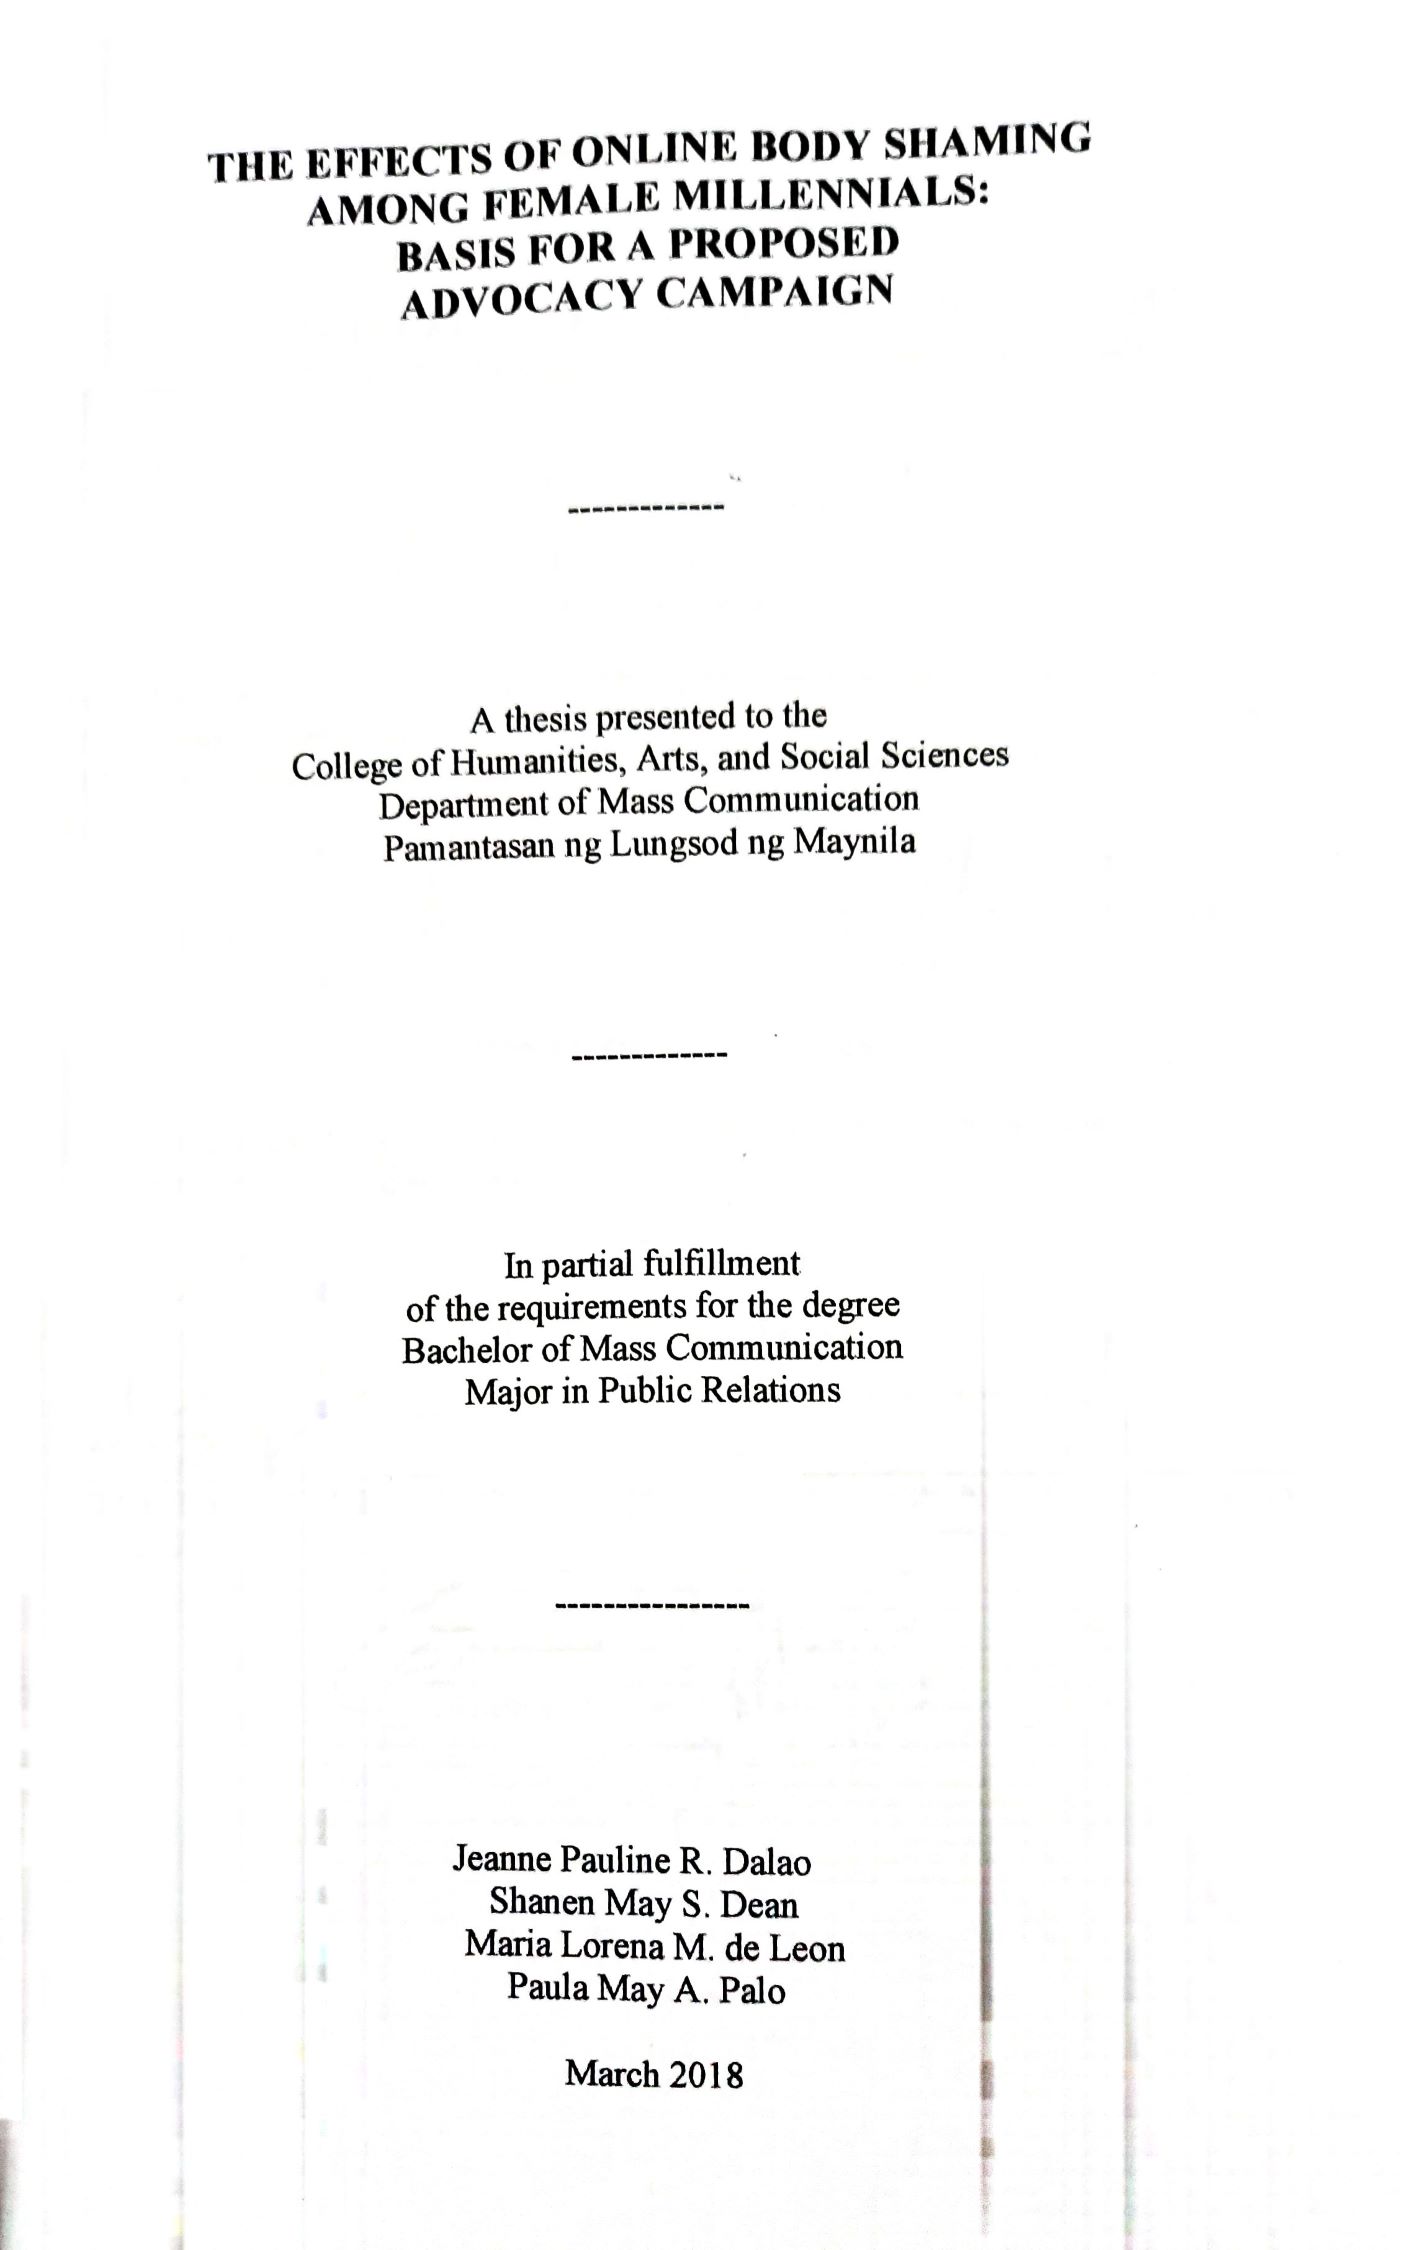 THE EFFECTS OF ONLINE BODY SHAMING
AMONG FEMALE MILLENNIALS:
BASIS FOR A PROPOSED
ADVOCACY CAMPAIGN
-------------
A thesis presented to the
College of Humanities, Arts, and Social Sciences
Department of Mass Communication
Pamantasan ng Lungsod ng Maynila
-------------
In partial fulfillment
of the requirements for the degree
Bachelor of Mass Communication
Major in Public Relations
----------------
Jeanne Pauline R. Dalao
Shanen May S. Dean
Maria Lorena M. de Leon
Paula May A. Palo
March 2018